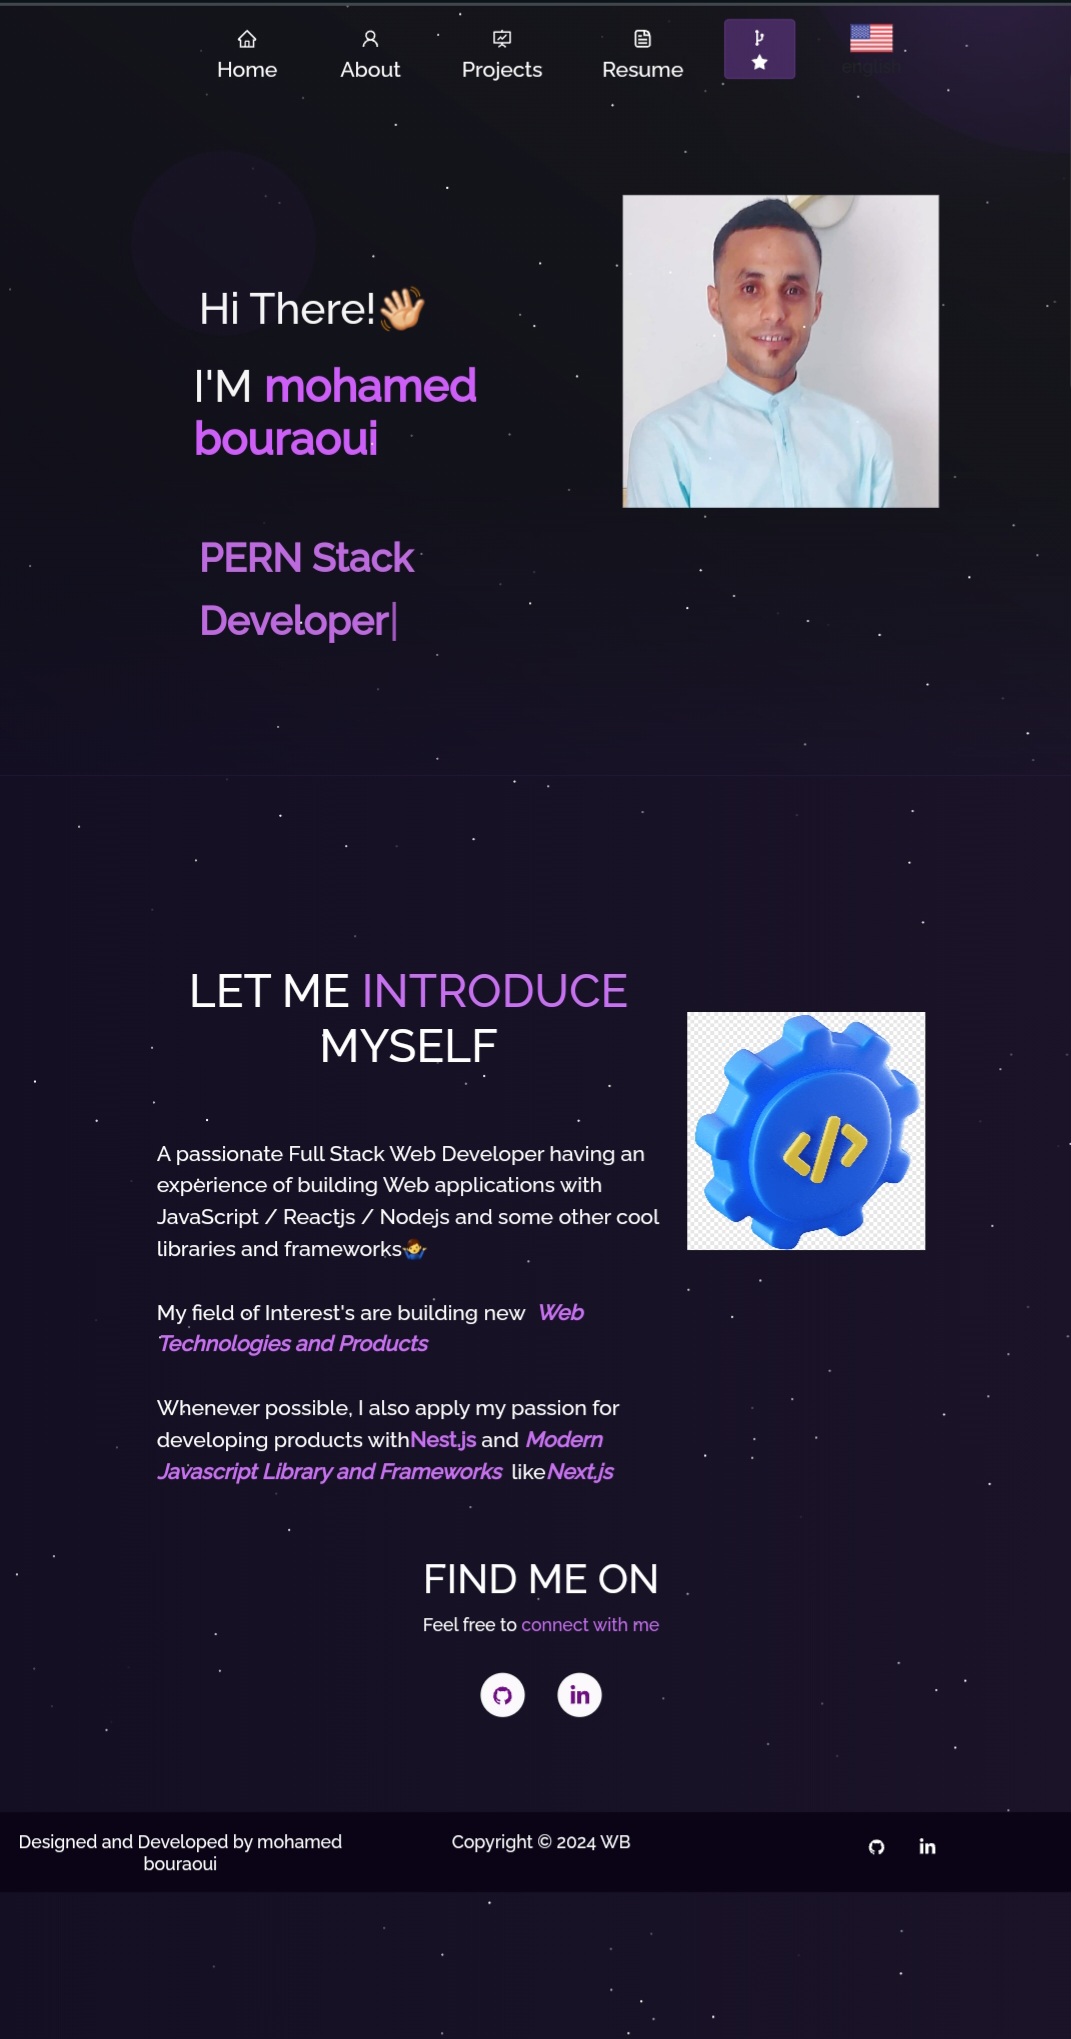 Home About Projects Resume english
Hi There!👋
I'M mohamed
bouraoui
PERN Stack
Developer|
LET ME INTRODUCE
MYSELF
A passionate Full Stack Web Developer having an
experience of building Web applications with
JavaScript / Reactjs / Nodejs and some other cool
libraries and frameworks🤷‍♂️
My field of Interest's are building new Web
Technologies and Products
Whenever possible, I also apply my passion for
developing products withNest.js and Modern
Javascript Library and Frameworks likeNext.js
FIND ME ON
Feel free to connect with me
in
Designed and Developed by mohamed
bouraoui
Copyright © 2024 WB
in